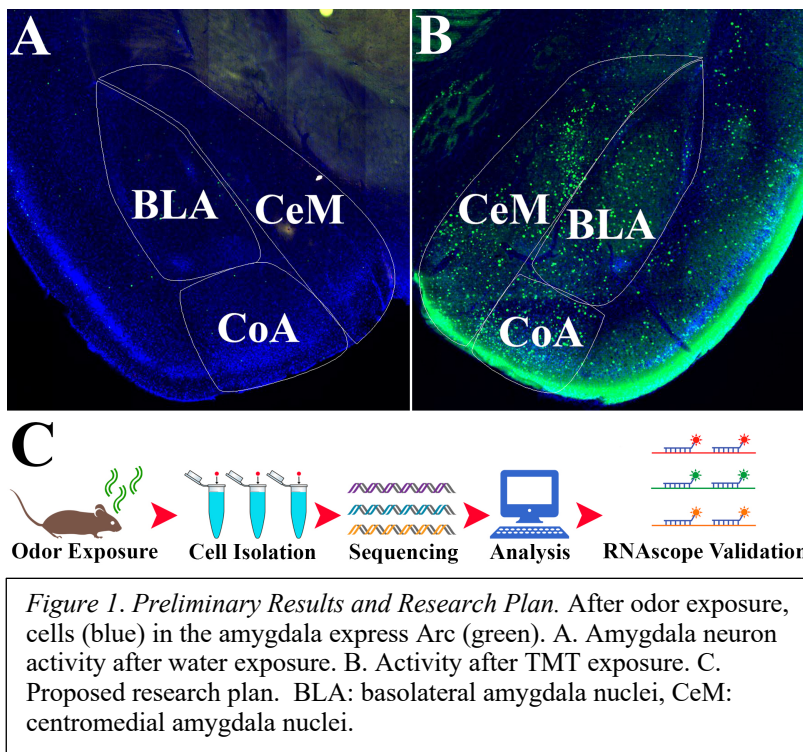 A
B
BLA
CeM
CoA
CeM
BLA
CoA
C
Odor Exposure
Cell Isolation
Sequencing
Analysis
RNAscope Validation
Figure 1. Preliminary Results and Research Plan. After odor exposure,
cells (blue) in the amygdala express Arc (green). A. Amygdala neuron
activity after water exposure. B. Activity after TMT exposure. C.
Proposed research plan.  BLA: basolateral amygdala nuclei, CeM:
centromedial amygdala nuclei.